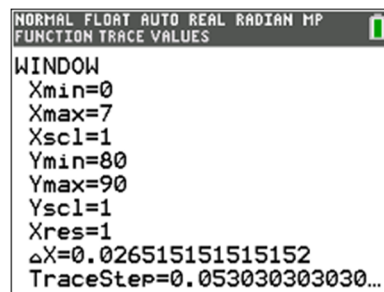 NORMAL FLOAT AUTO REAL RADIAN MP
FUNCTION TRACE VALUES
WINDOW
Xmin=0
Xmax=7
Xscl=1
Ymin=80
Ymax=90
Yscl=1
Xres=1
△X=0.026515151515152
TraceStep=0.053030303030…